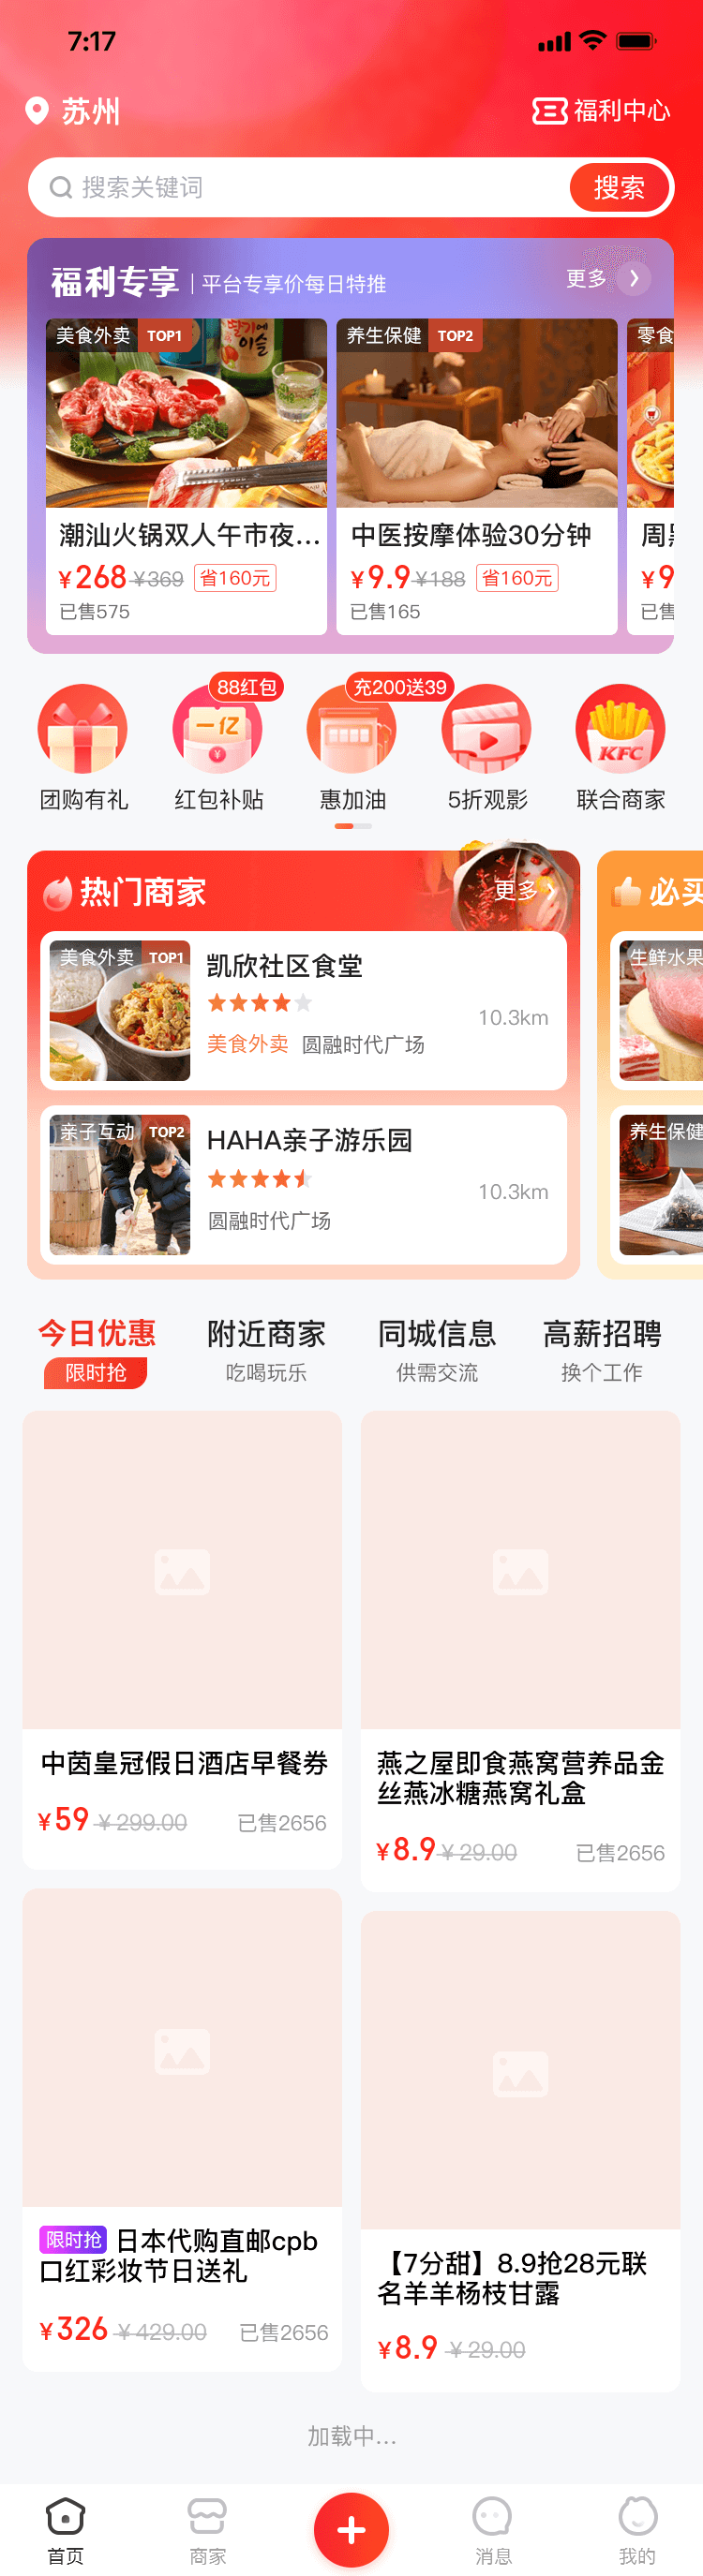 7:17
苏州
福利中心
搜索关键词
搜索
福利专享
平台专享价每日特推
更多
美食外卖 TOP1
养生保健 TOP2
零食
潮汕火锅双人午市夜...
中医按摩体验30分钟
周黑
¥268 ¥369 省160元
¥9.9 ¥188 省160元
¥9
已售575
已售165
已售
88红包
充200送39
一亿
¥
KFC
团购有礼
红包补贴
惠加油
5折观影
联合商家
热门商家
更多
必买
美食外卖 TOP1
凯欣社区食堂
10.3km
美食外卖 圆融时代广场
生鲜水果
亲子互动 TOP2
HAHA亲子游乐园
10.3km
圆融时代广场
养生保健
今日优惠
附近商家
同城信息
高薪招聘
限时抢
吃喝玩乐
供需交流
换个工作
中茵皇冠假日酒店早餐券
¥59 ¥299.00 已售2656
燕之屋即食燕窝营养品金
丝燕冰糖燕窝礼盒
¥8.9 ¥29.00 已售2656
限时抢 日本代购直邮cpb
口红彩妆节日送礼
¥326 ¥429.00 已售2656
【7分甜】8.9抢28元联
名羊羊杨枝甘露
¥8.9 ¥29.00
加载中...
首页
商家
消息
我的